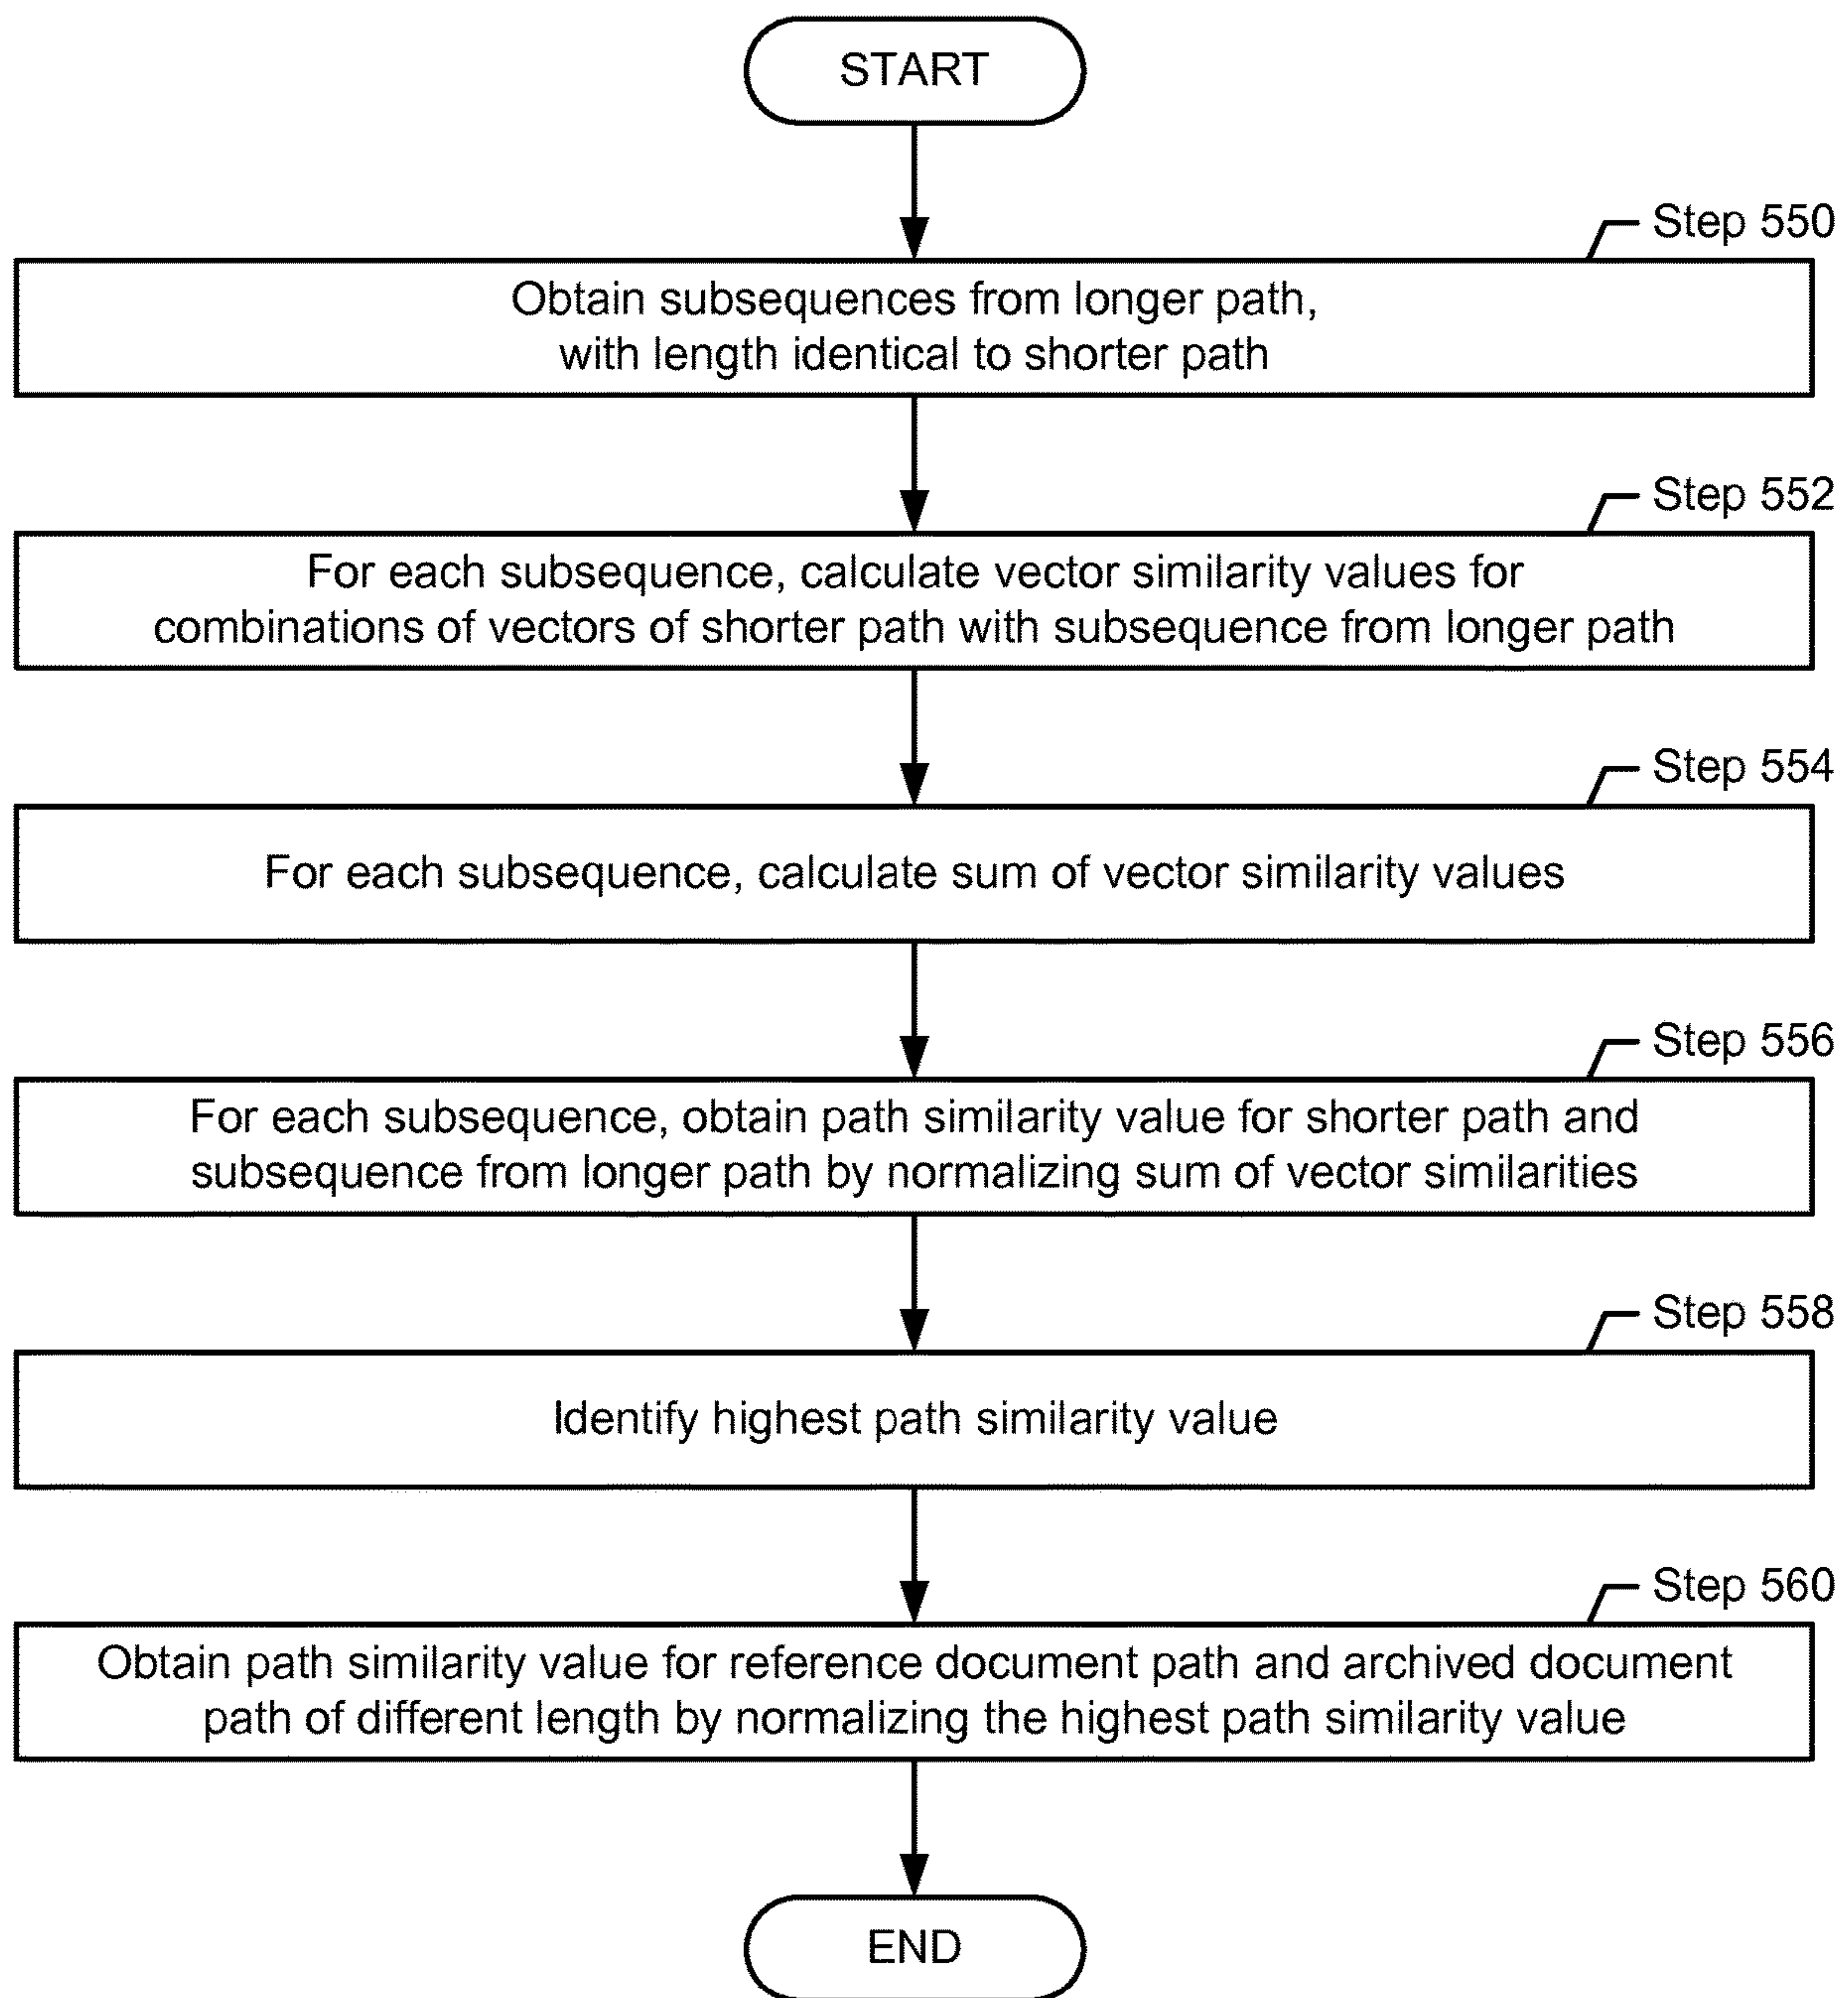 START
Step 550
Obtain subsequences from longer path,
with length identical to shorter path
Step 552
For each subsequence, calculate vector similarity values for
combinations of vectors of shorter path with subsequence from longer path
Step 554
For each subsequence, calculate sum of vector similarity values
Step 556
For each subsequence, obtain path similarity value for shorter path and
subsequence from longer path by normalizing sum of vector similarities
Step 558
Identify highest path similarity value
Step 560
Obtain path similarity value for reference document path and archived document
path of different length by normalizing the highest path similarity value
END